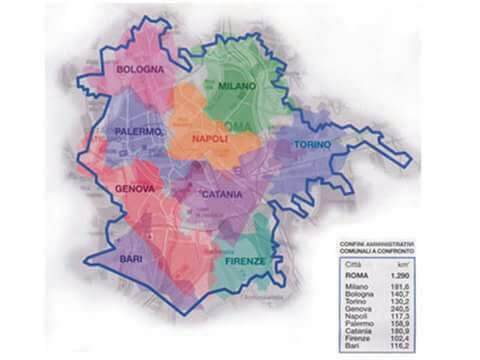 BOLOGNA
MILANO
ROMA
PALERMO
NAPOLI
TORINO
GENOVA
CATANIA
BARI
FIRENZE
CONFINI AMMINISTRATIVI
COMUNALI A CONFRONTO
Città km²
ROMA 1.290
Milano 181,6
Bologna 140,7
Torino 130,2
Genova 240,5
Napoli 117,3
Palermo 158,9
Catania 180,9
Firenze 102,4
Bari 116,2